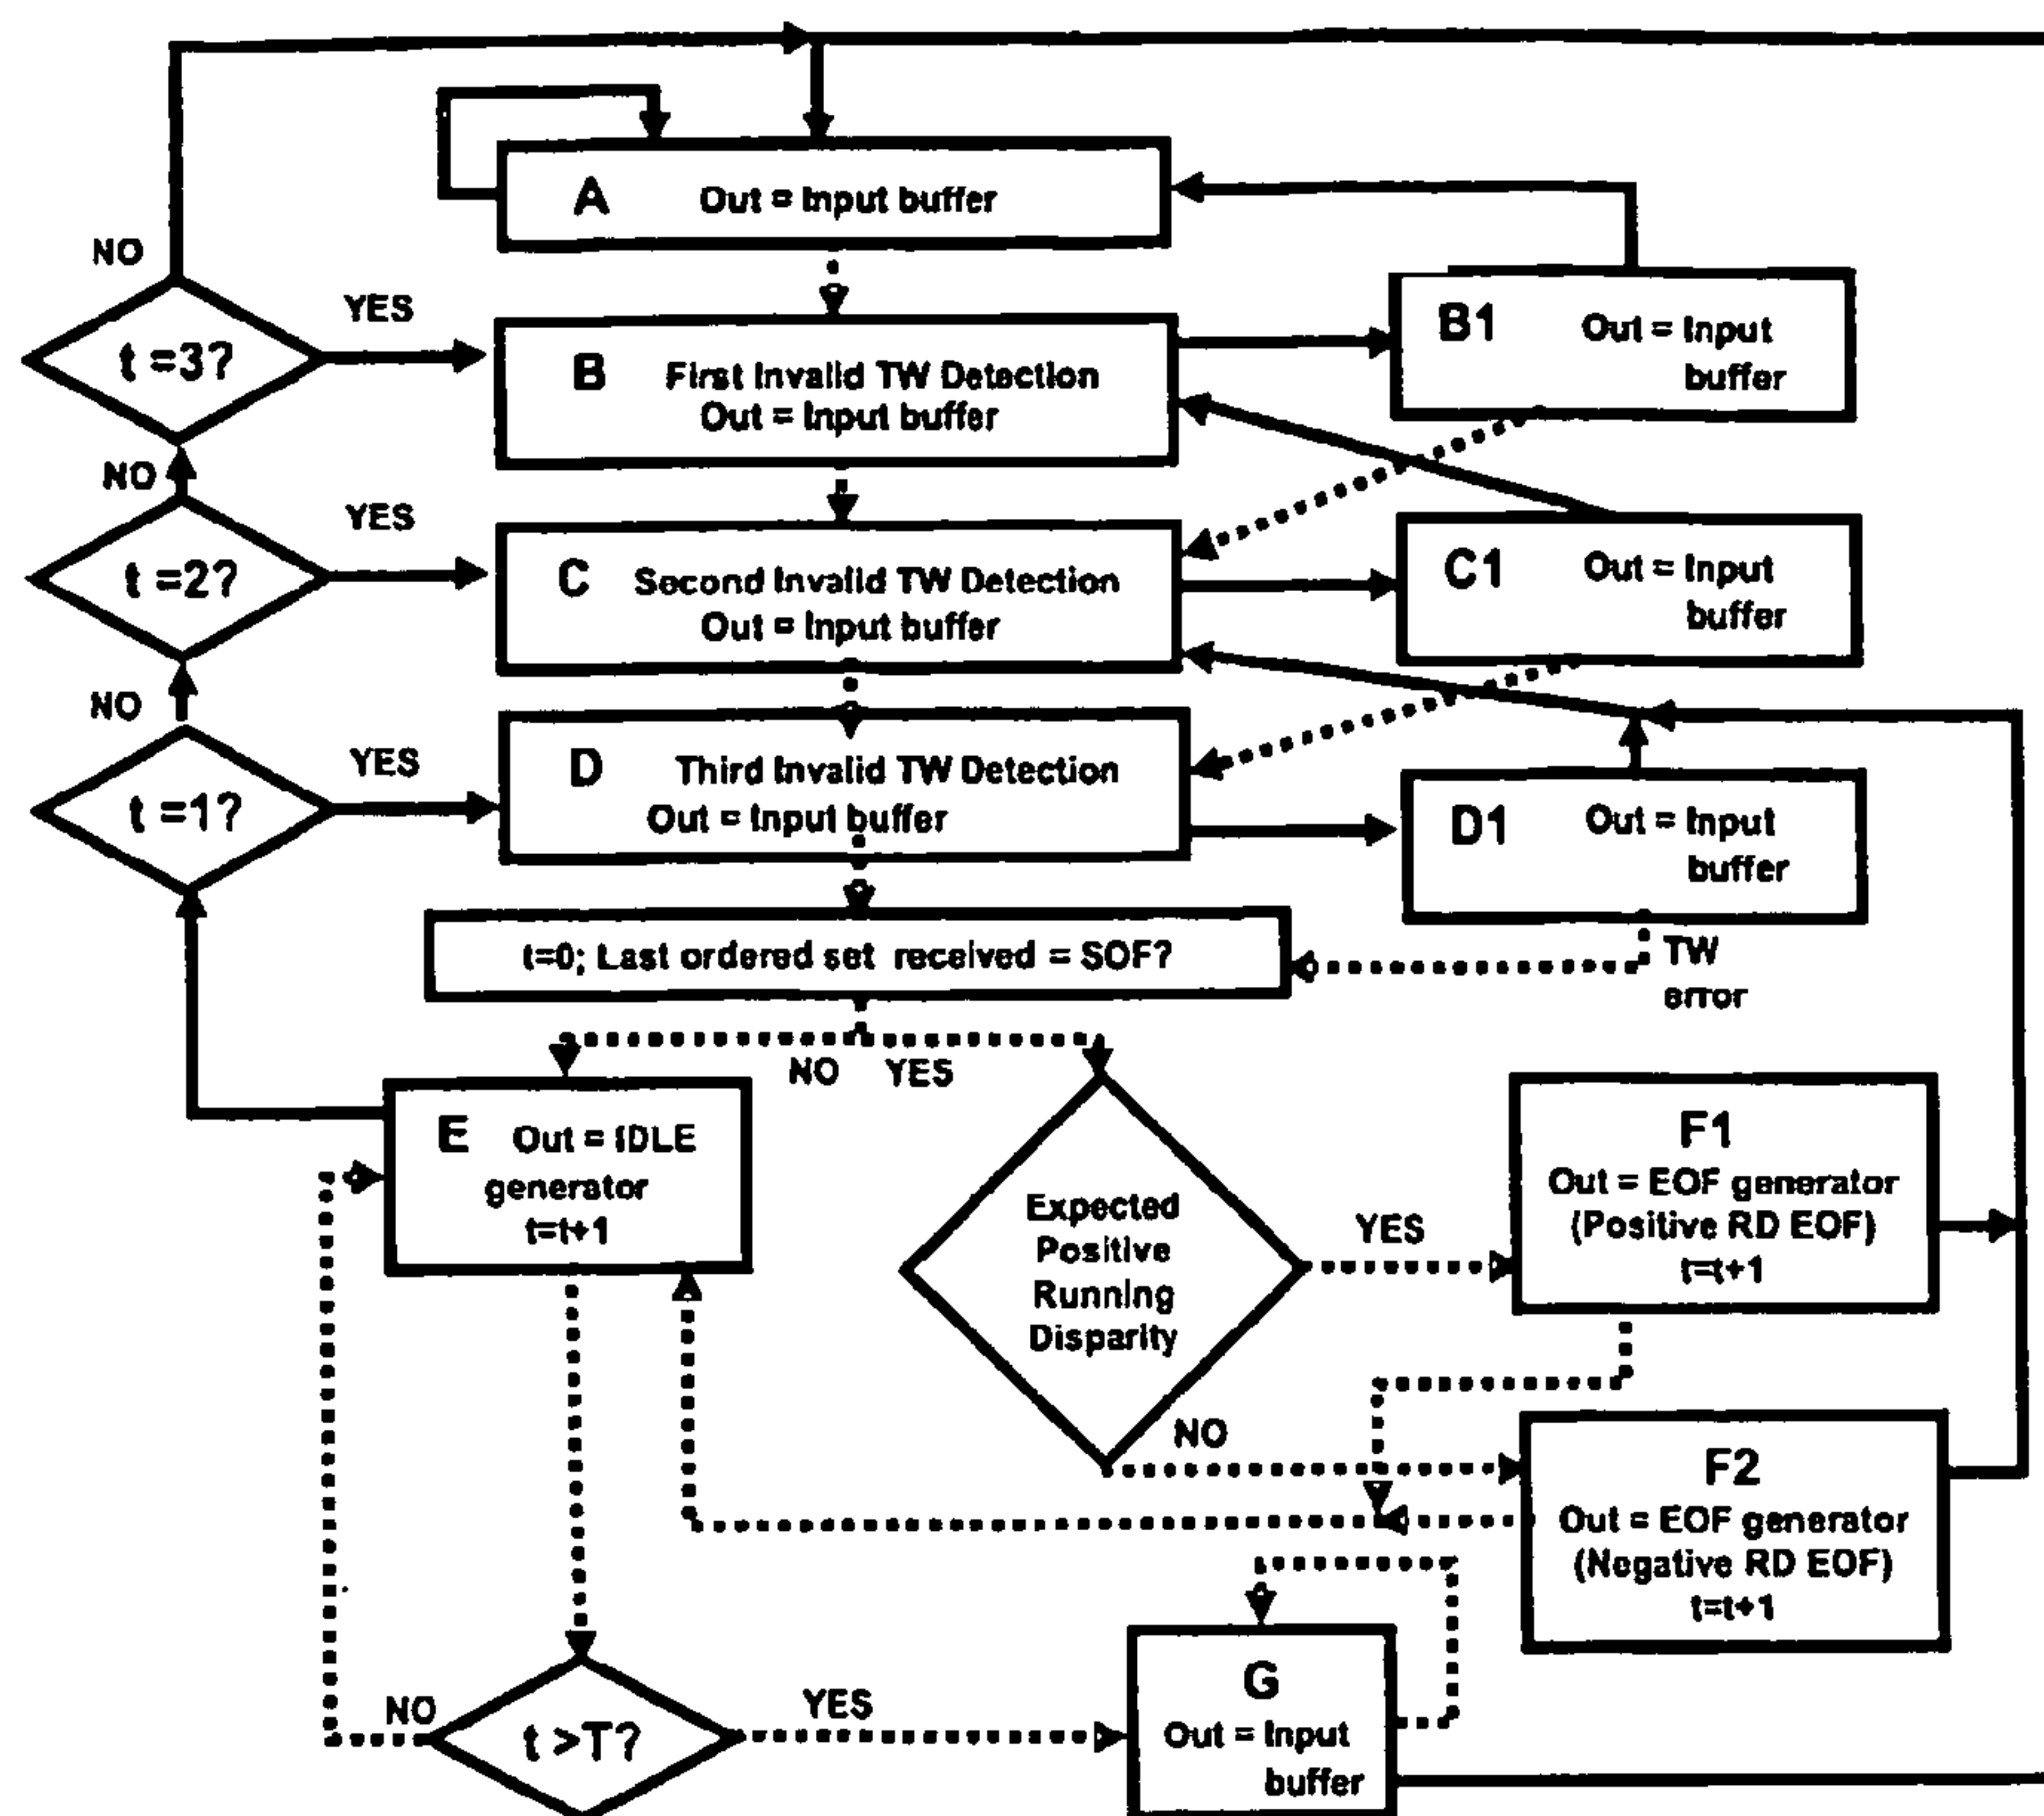 A Out = Input buffer
NO
YES
t =3?
B First Invalid TW Detection
Out = Input buffer
B1 Out = Input
buffer
NO
YES
t =2?
C Second Invalid TW Detection
Out = Input buffer
C1 Out = Input
buffer
NO
YES
t =1?
D Third Invalid TW Detection
Out = Input buffer
D1 Out = Input
buffer
t=0; Last ordered set received = SOF?
TW
error
NO YES
E Out = IDLE
generator
t=t+1
Expected
Positive
Running
Disparity
YES
F1
Out = EOF generator
(Positive RD EOF)
t=t+1
NO
F2
Out = EOF generator
(Negative RD EOF)
t=t+1
NO
t >T?
YES
G
Out = Input
buffer